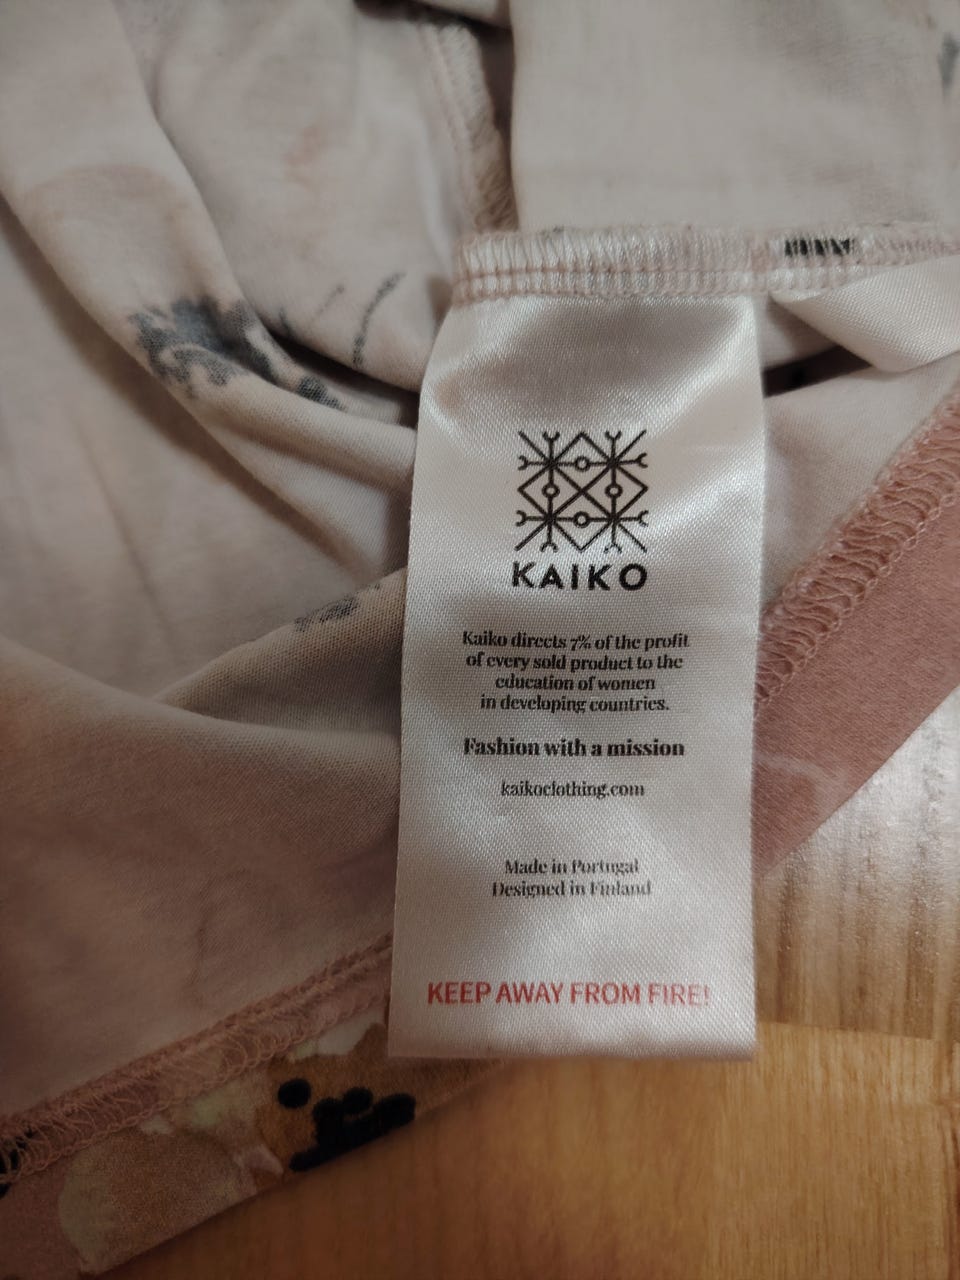 KAIKO
Kaiko directs 7% of the profit
of every sold product to the
education of women
in developing countries.
Fashion with a mission
kaikoclothing.com
Made in Portugal
Designed in Finland
KEEP AWAY FROM FIRE!